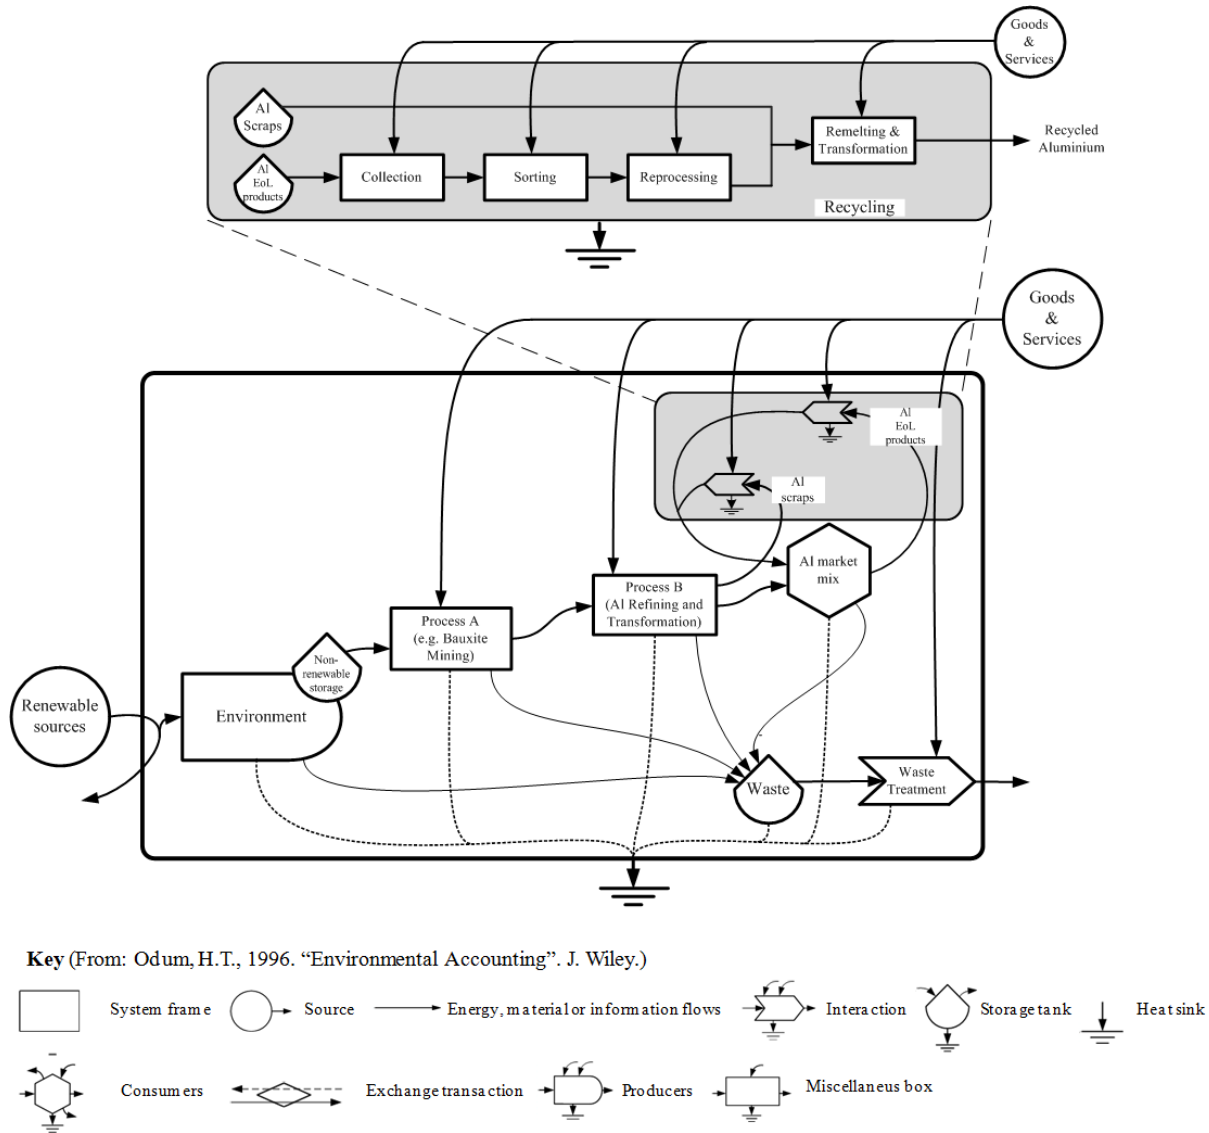 Goods
&
Services
Al
Scraps
Al
EoL
products
Collection
Sorting
Reprocessing
Remelting &
Transformation
Recycled
Aluminium
Recycling
Goods
&
Services
Al
EoL
products
Al
scraps
Al market
mix
Process B
(Al Refining and
Transformation)
Process A
(e.g. Bauxite
Mining)
Non-
renewable
storage
Renewable
sources
Environment
Waste
Waste
Treatment
Key (From: Odum, H.T., 1996. “Environmental Accounting”. J. Wiley.)
System frame
Source
Energy, material or information flows
Interaction
Storage tank
Heat sink
Consumers
Exchange transaction
Producers
Miscellaneus box